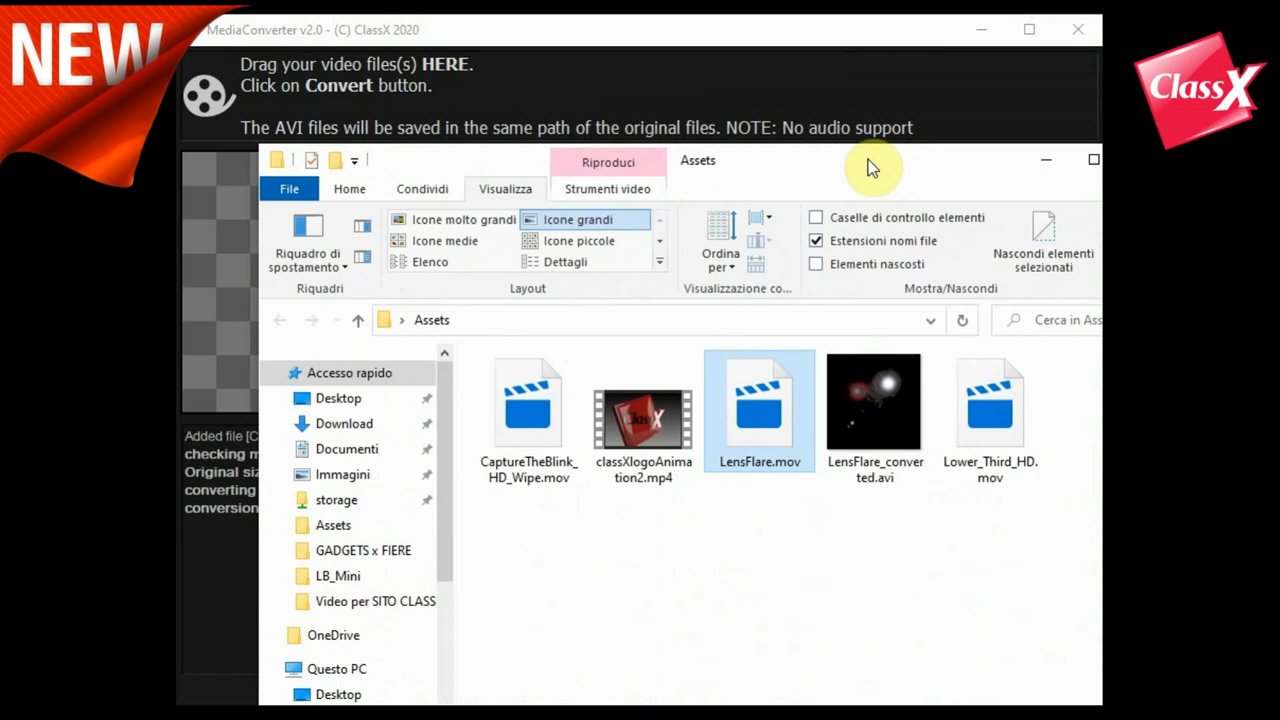 NEW
MediaConverter v2.0 - (C) ClassX 2020
ClassX
Drag your video files(s) HERE.
Click on Convert button.
The AVI files will be saved in the same path of the original files. NOTE: No audio support
Riproduci
Assets
File
Home
Condividi
Visualizza
Strumenti video
Riquadro di
spostamento
Riquadri
Icone molto grandi
Icone grandi
Icone medie
Icone piccole
Elenco
Dettagli
Layout
Ordina
per
Visualizzazione co...
Caselle di controllo elementi
Estensioni nomi file
Elementi nascosti
Nascondi elementi
selezionati
Mostra/Nascondi
Assets
Cerca in Ass
Accesso rapido
Desktop
Download
Documenti
Immagini
storage
Assets
GADGETS x FIERE
LB_Mini
Video per SITO CLASS
OneDrive
Questo PC
Desktop
CaptureTheBlink_
HD_Wipe.mov
ClassX
classXlogoAnima
tion2.mp4
LensFlare.mov
LensFlare_conver
ted.avi
Lower_Third_HD.
mov
Added file [C
checking m
Original siz
converting
conversion